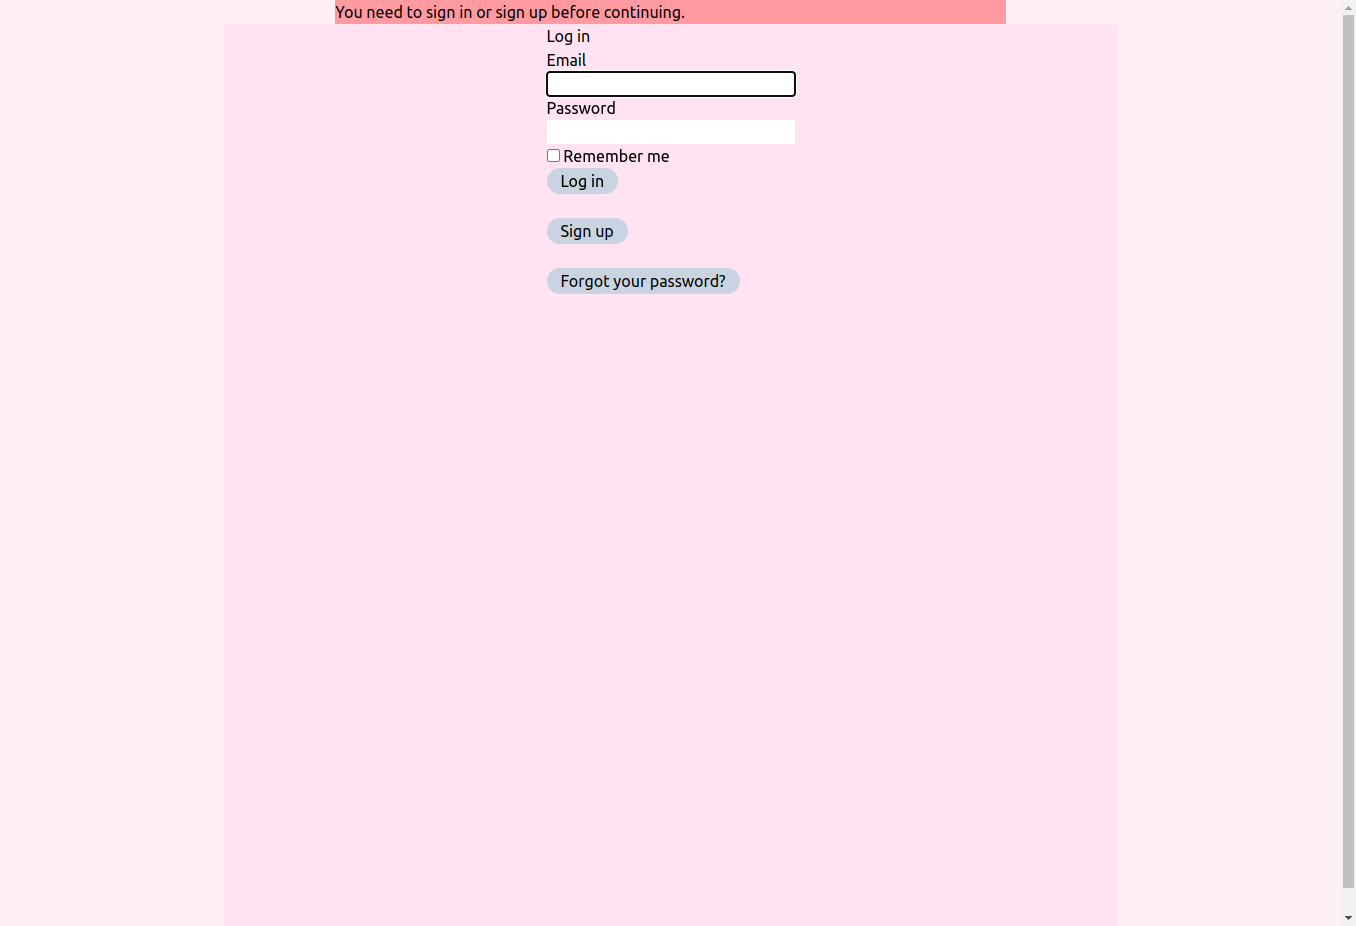 You need to sign in or sign up before continuing.
Log in
Email
Password
Remember me
Log in
Sign up
Forgot your password?